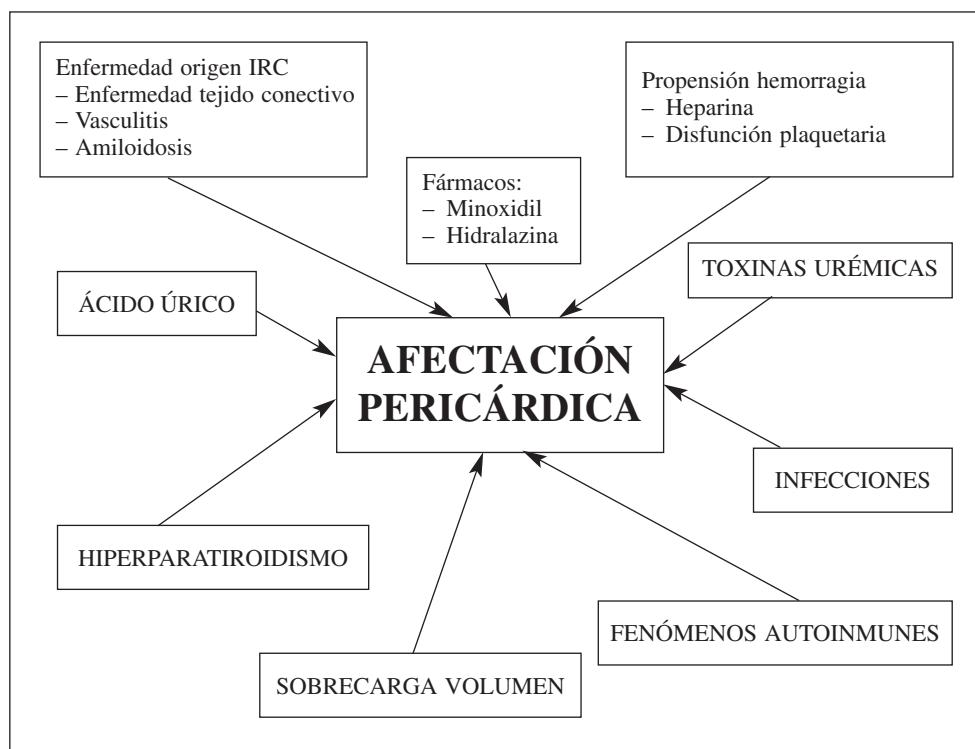 Enfermedad origen IRC
– Enfermedad tejido conectivo
– Vasculitis
– Amiloidosis
Propensión hemorragia
– Heparina
– Disfunción plaquetaria
Fármacos:
– Minoxidil
– Hidralazina
TOXINAS URÉMICAS
ÁCIDO ÚRICO
AFECTACIÓN
PERICÁRDICA
INFECCIONES
HIPERPARATIROIDISMO
FENÓMENOS AUTOINMUNES
SOBRECARGA VOLUMEN